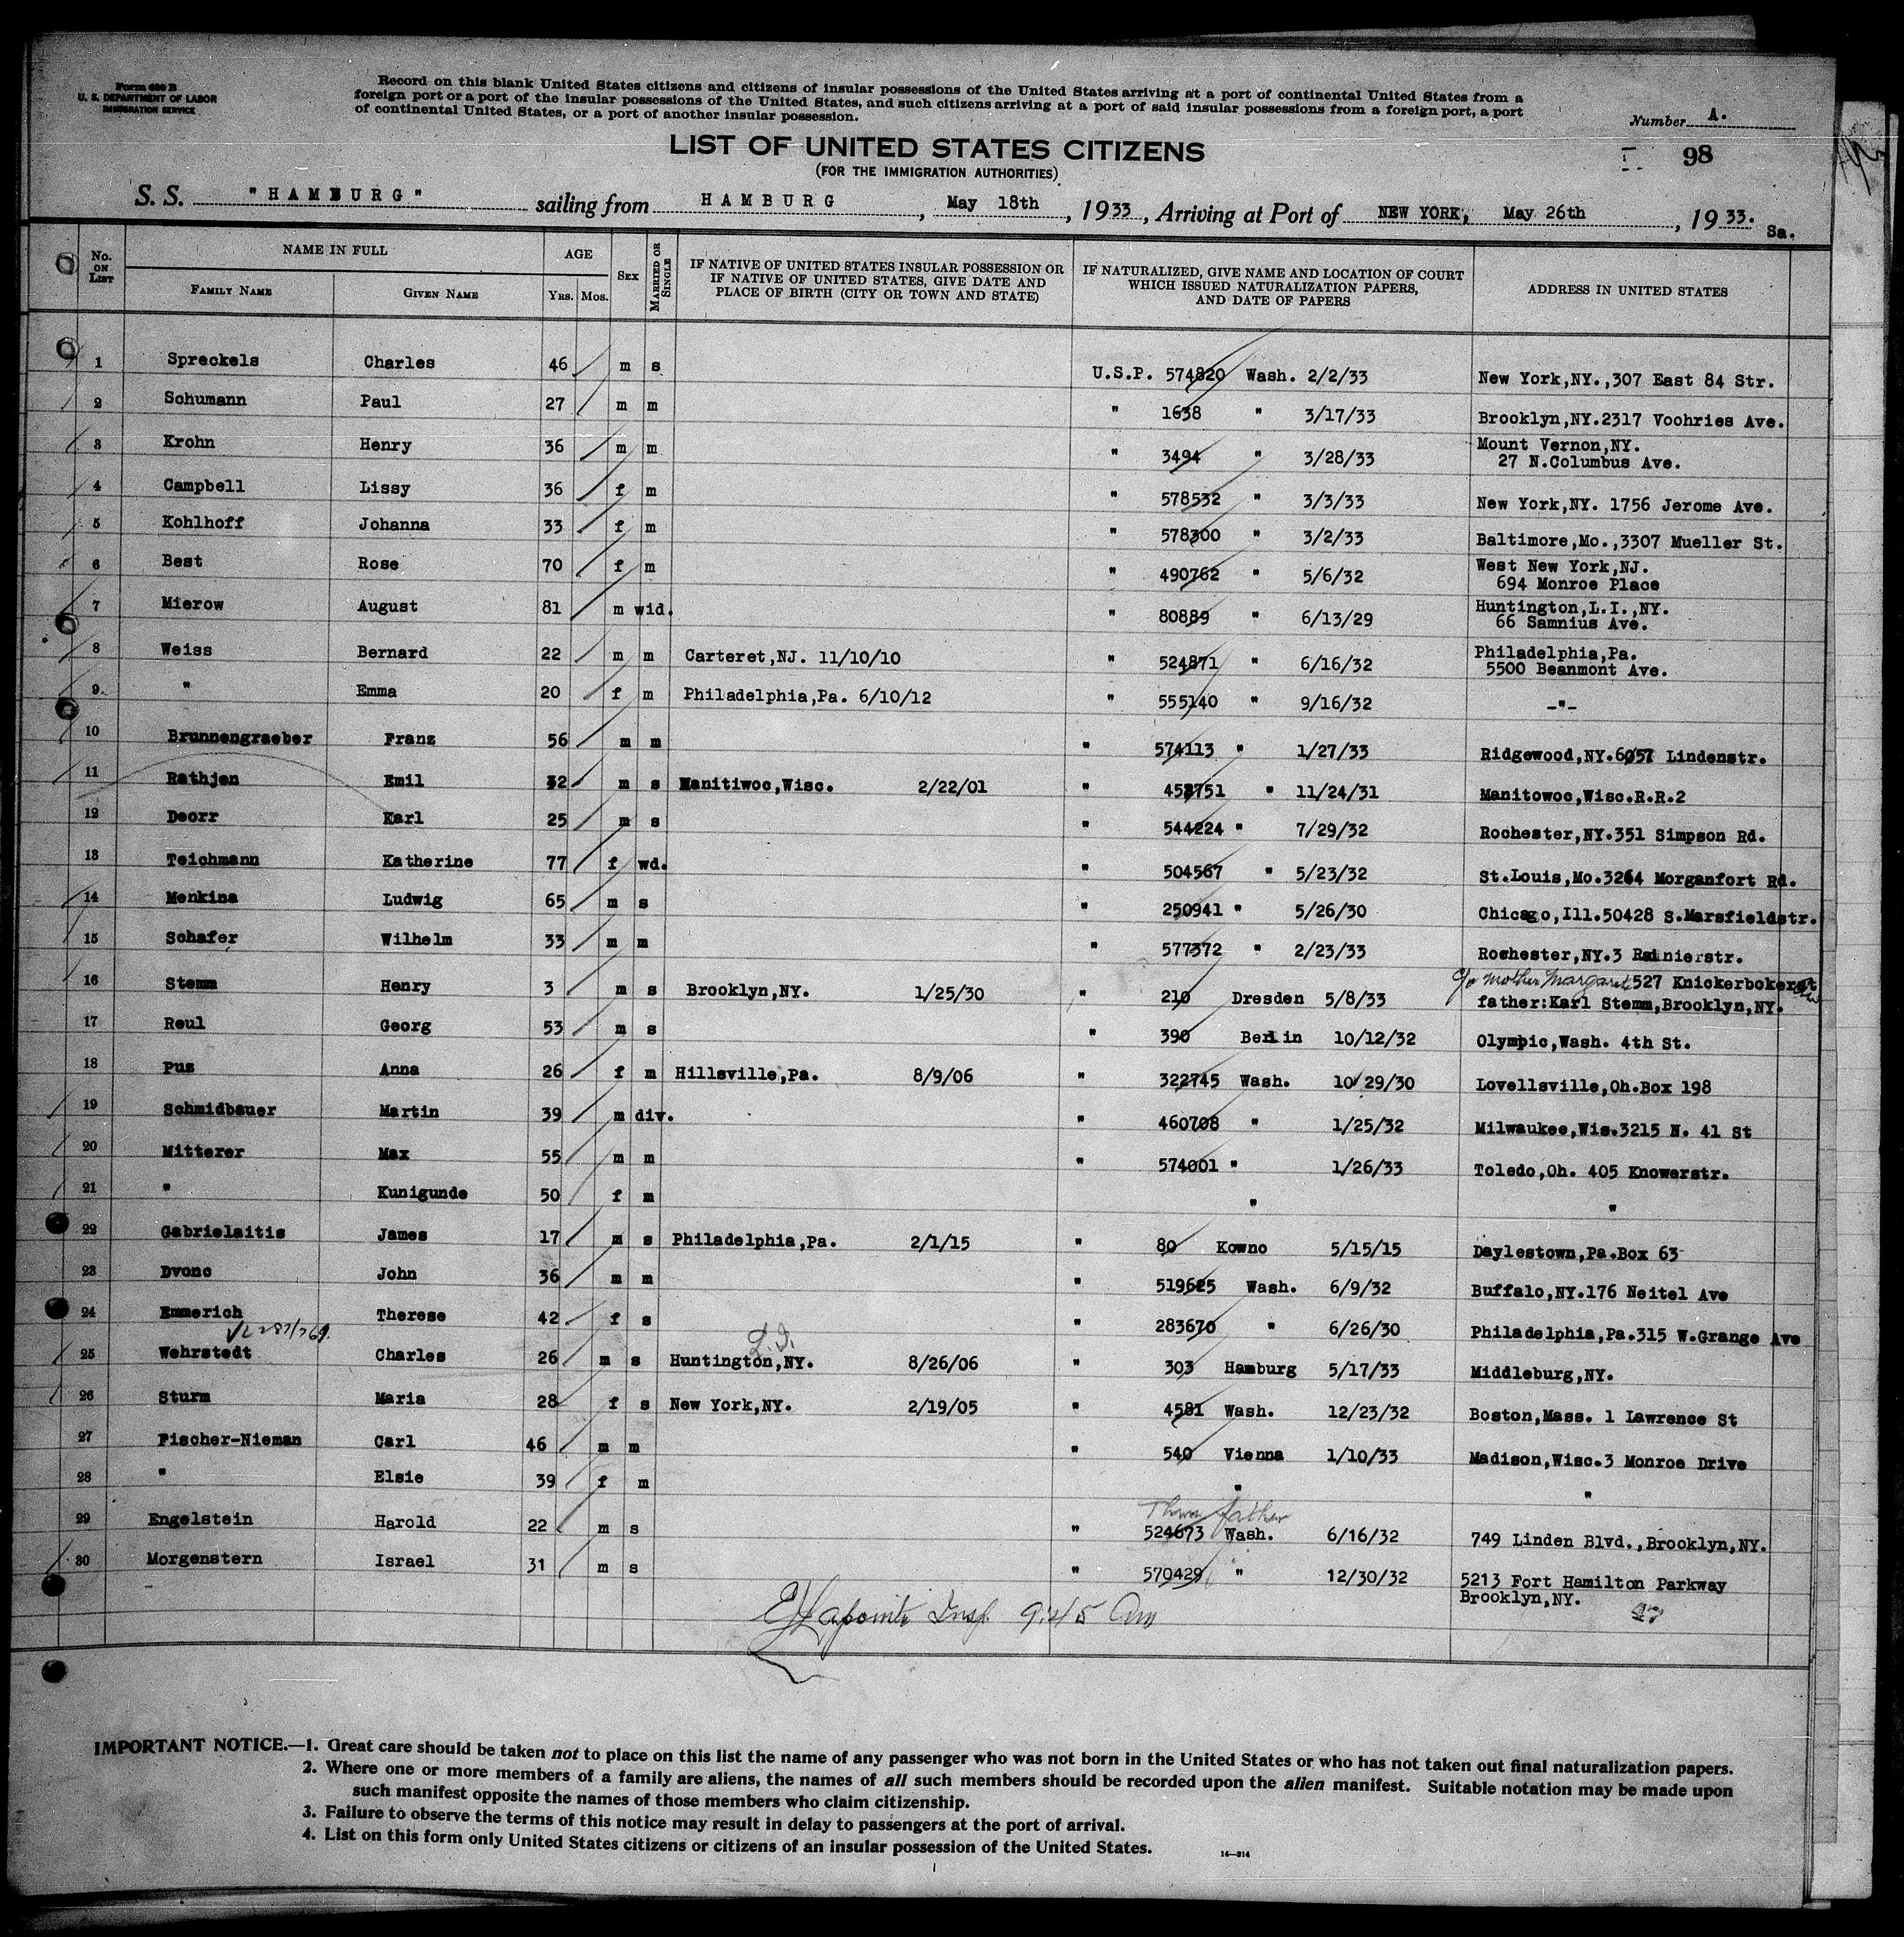 Form 630 B
U. S. DEPARTMENT OF LABOR
IMMIGRATION SERVICE
Record on this blank United States citizens and citizens of insular possessions of the United States arriving at a port of continental United States from a
foreign port or a port of the insular possessions of the United States, and such citizens arriving at a port of said insular possessions from a foreign port, a port
of continental United States, or a port of another insular possession.
Number A.
LIST OF UNITED STATES CITIZENS
(FOR THE IMMIGRATION AUTHORITIES)
98
S. S. "HAMBURG" sailing from HAMBURG, May 18th, 1933, Arriving at Port of NEW YORK, May 26th, 1933.
Sa.
No. ON LIST NAME IN FULL AGE SEX MARRIED OR SINGLE IF NATIVE OF UNITED STATES INSULAR POSSESSION OR IF NATIVE OF UNITED STATES, GIVE DATE AND PLACE OF BIRTH (CITY OR TOWN AND STATE) IF NATURALIZED, GIVE NAME AND LOCATION OF COURT WHICH ISSUED NATURALIZATION PAPERS, AND DATE OF PAPERS ADDRESS IN UNITED STATES
FAMILY NAME GIVEN NAME YRS. MOS.
1 Spreckels Charles 46 m s U.S.P. 574820 Wash. 2/2/33 New York,NY.,307 East 84 Str.
2 Schumann Paul 27 m m " 1638 " 3/17/33 Brooklyn,NY.2317 Voohries Ave.
3 Krohn Henry 36 m m " 3494 " 3/28/33 Mount Vernon,NY.
27 N.Columbus Ave.
4 Campbell Lissy 36 f m " 578532 " 3/3/33 New York,NY. 1756 Jerome Ave.
5 Kohlhoff Johanna 33 f m " 578300 " 3/2/33 Baltimore,Mo.,3307 Mueller St.
6 Best Rose 70 f m " 490762 " 5/6/32 West New York,NJ.
694 Monroe Place
7 Mierow August 81 m wid. " 80889 " 6/13/29 Huntington,L.I.,NY.
66 Samnius Ave.
8 Weiss Bernard 22 m m Carteret,NJ. 11/10/10 " 524871 " 6/16/32 Philadelphia,Pa.
5500 Beanmont Ave.
9. " Emma 20 f m Philadelphia,Pa. 6/10/12 " 555140 " 9/16/32 -"-
10 Brunnengraeber Franz 56 m m " 574113 " 1/27/33 Ridgewood,NY.6057 Lindenstr.
11 Rathjen Emil 32 m s Manitiwoc,Wisc. 2/22/01 " 453751 " 11/24/31 Manitowoc,Wisc.R.R.2
12 Deorr Karl 25 m s " 544224 " 7/29/32 Rochester,NY.351 Simpson Rd.
13 Teichmann Katherine 77 f wd. " 504567 " 5/23/32 St.Louis,Mo.3264 Morganfort Rd.
14 Menkina Ludwig 65 m s " 250941 " 5/26/30 Chicago,Ill.50428 S.Marsfieldstr.
15 Schafer Wilhelm 33 m m " 577372 " 2/23/33 Rochester,NY.3 Rainierstr.
16 Stemm Henry 3 m s Brooklyn,NY. 1/25/30 " 210 Dresden 5/8/33 c/o mother Margaret 527 Knickerbokerst
father:Karl Stemm,Brooklyn,NY.
17 Reul Georg 53 m s " 390 Berlin 10/12/32 Olympic,Wash. 4th St.
18 Pus Anna 26 f m Hillsville,Pa. 8/9/06 " 322745 Wash. 10/29/30 Lovellsville,Oh.Box 198
19 Schmidbauer Martin 39 m div. " 460708 " 1/25/32 Milwaukee,Wis.3215 N. 41 St
20 Mitterer Max 55 m m " 574001 " 1/26/33 Toledo,Oh. 405 Knowerstr.
21 " Kunigunde 50 f m " "
22 Gabrielaitis James 17 m s Philadelphia,Pa. 2/1/15 " 80 Kowno 5/15/15 Daylestown,Pa.Box 63
23 Dvonc John 36 m m " 519625 Wash. 6/9/32 Buffalo,NY.176 Neitel Ave
24 Emmerich Therese 42 f s " 283670 " 6/26/30 Philadelphia,Pa.315 W.Grange Ave
L.I.
25 Wehrstedt Charles 26 m s Huntington,NY. 8/26/06 " 303 Hamburg 5/17/33 Middleburg,NY.
26 Sturm Maria 28 f s New York,NY. 2/19/05 " 4581 Wash. 12/23/32 Boston,Mass. 1 Lawrence St
27 Fischer-Nieman Carl 46 m m " 540 Vienna 1/10/33 Madison,Wisc.3 Monroe Drive
28 " Elsie 39 f m " "
father
29 Engelstein Harold 22 m s " 524673 Wash. 6/16/32 749 Linden Blvd.,Brooklyn,NY.
30 Morgenstern Israel 31 m s " 570429 " 12/30/32 5213 Fort Hamilton Parkway
Brooklyn,NY.
Insp. 9:45 Am
IMPORTANT NOTICE.—1. Great care should be taken not to place on this list the name of any passenger who was not born in the United States or who has not taken out final naturalization papers.
2. Where one or more members of a family are aliens, the names of all such members should be recorded upon the alien manifest. Suitable notation may be made upon
such manifest opposite the names of those members who claim citizenship.
3. Failure to observe the terms of this notice may result in delay to passengers at the port of arrival.
4. List on this form only United States citizens or citizens of an insular possession of the United States.
14—314